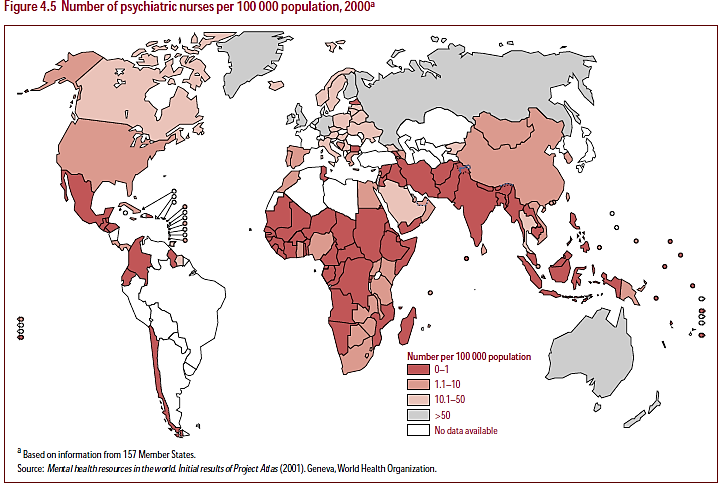 Figure 4.5 Number of psychiatric nurses per 100 000 population, 2000a
Number per 100 000 population
0–1
1.1–10
10.1–50
>50
No data available
a Based on information from 157 Member States.
Source: Mental health resources in the world. Initial results of Project Atlas (2001). Geneva, World Health Organization.